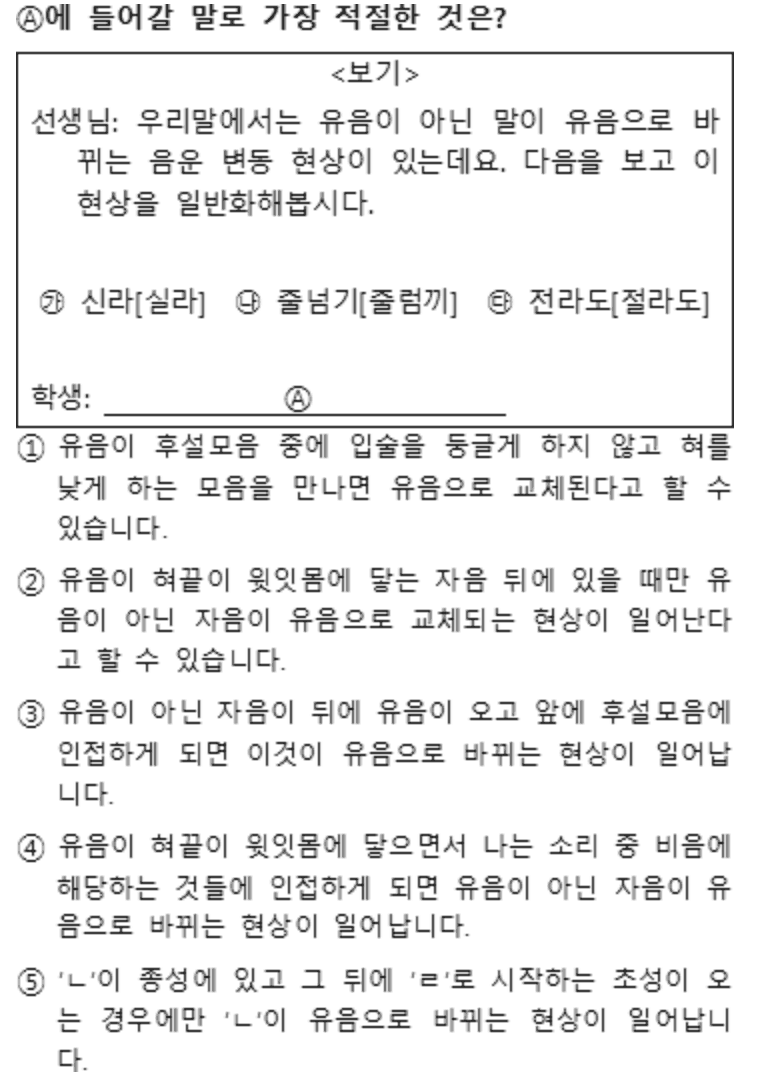 Ⓐ에 들어갈 말로 가장 적절한 것은?
<보기>
선생님: 우리말에서는 유음이 아닌 말이 유음으로 바
뀌는 음운 변동 현상이 있는데요. 다음을 보고 이
현상을 일반화해봅시다.
㉮ 신라[실라] ㉯ 줄넘기[줄럼끼] ㉰ 전라도[절라도]
학생: Ⓐ
① 유음이 후설모음 중에 입술을 둥글게 하지 않고 혀를
낮게 하는 모음을 만나면 유음으로 교체된다고 할 수
있습니다.
② 유음이 혀끝이 윗잇몸에 닿는 자음 뒤에 있을 때만 유
음이 아닌 자음이 유음으로 교체되는 현상이 일어난다
고 할 수 있습니다.
③ 유음이 아닌 자음이 뒤에 유음이 오고 앞에 후설모음에
인접하게 되면 이것이 유음으로 바뀌는 현상이 일어납
니다.
④ 유음이 혀끝이 윗잇몸에 닿으면서 나는 소리 중 비음에
해당하는 것들에 인접하게 되면 유음이 아닌 자음이 유
음으로 바뀌는 현상이 일어납니다.
⑤ 'ㄴ'이 종성에 있고 그 뒤에 'ㄹ'로 시작하는 초성이 오
는 경우에만 'ㄴ'이 유음으로 바뀌는 현상이 일어납니
다.